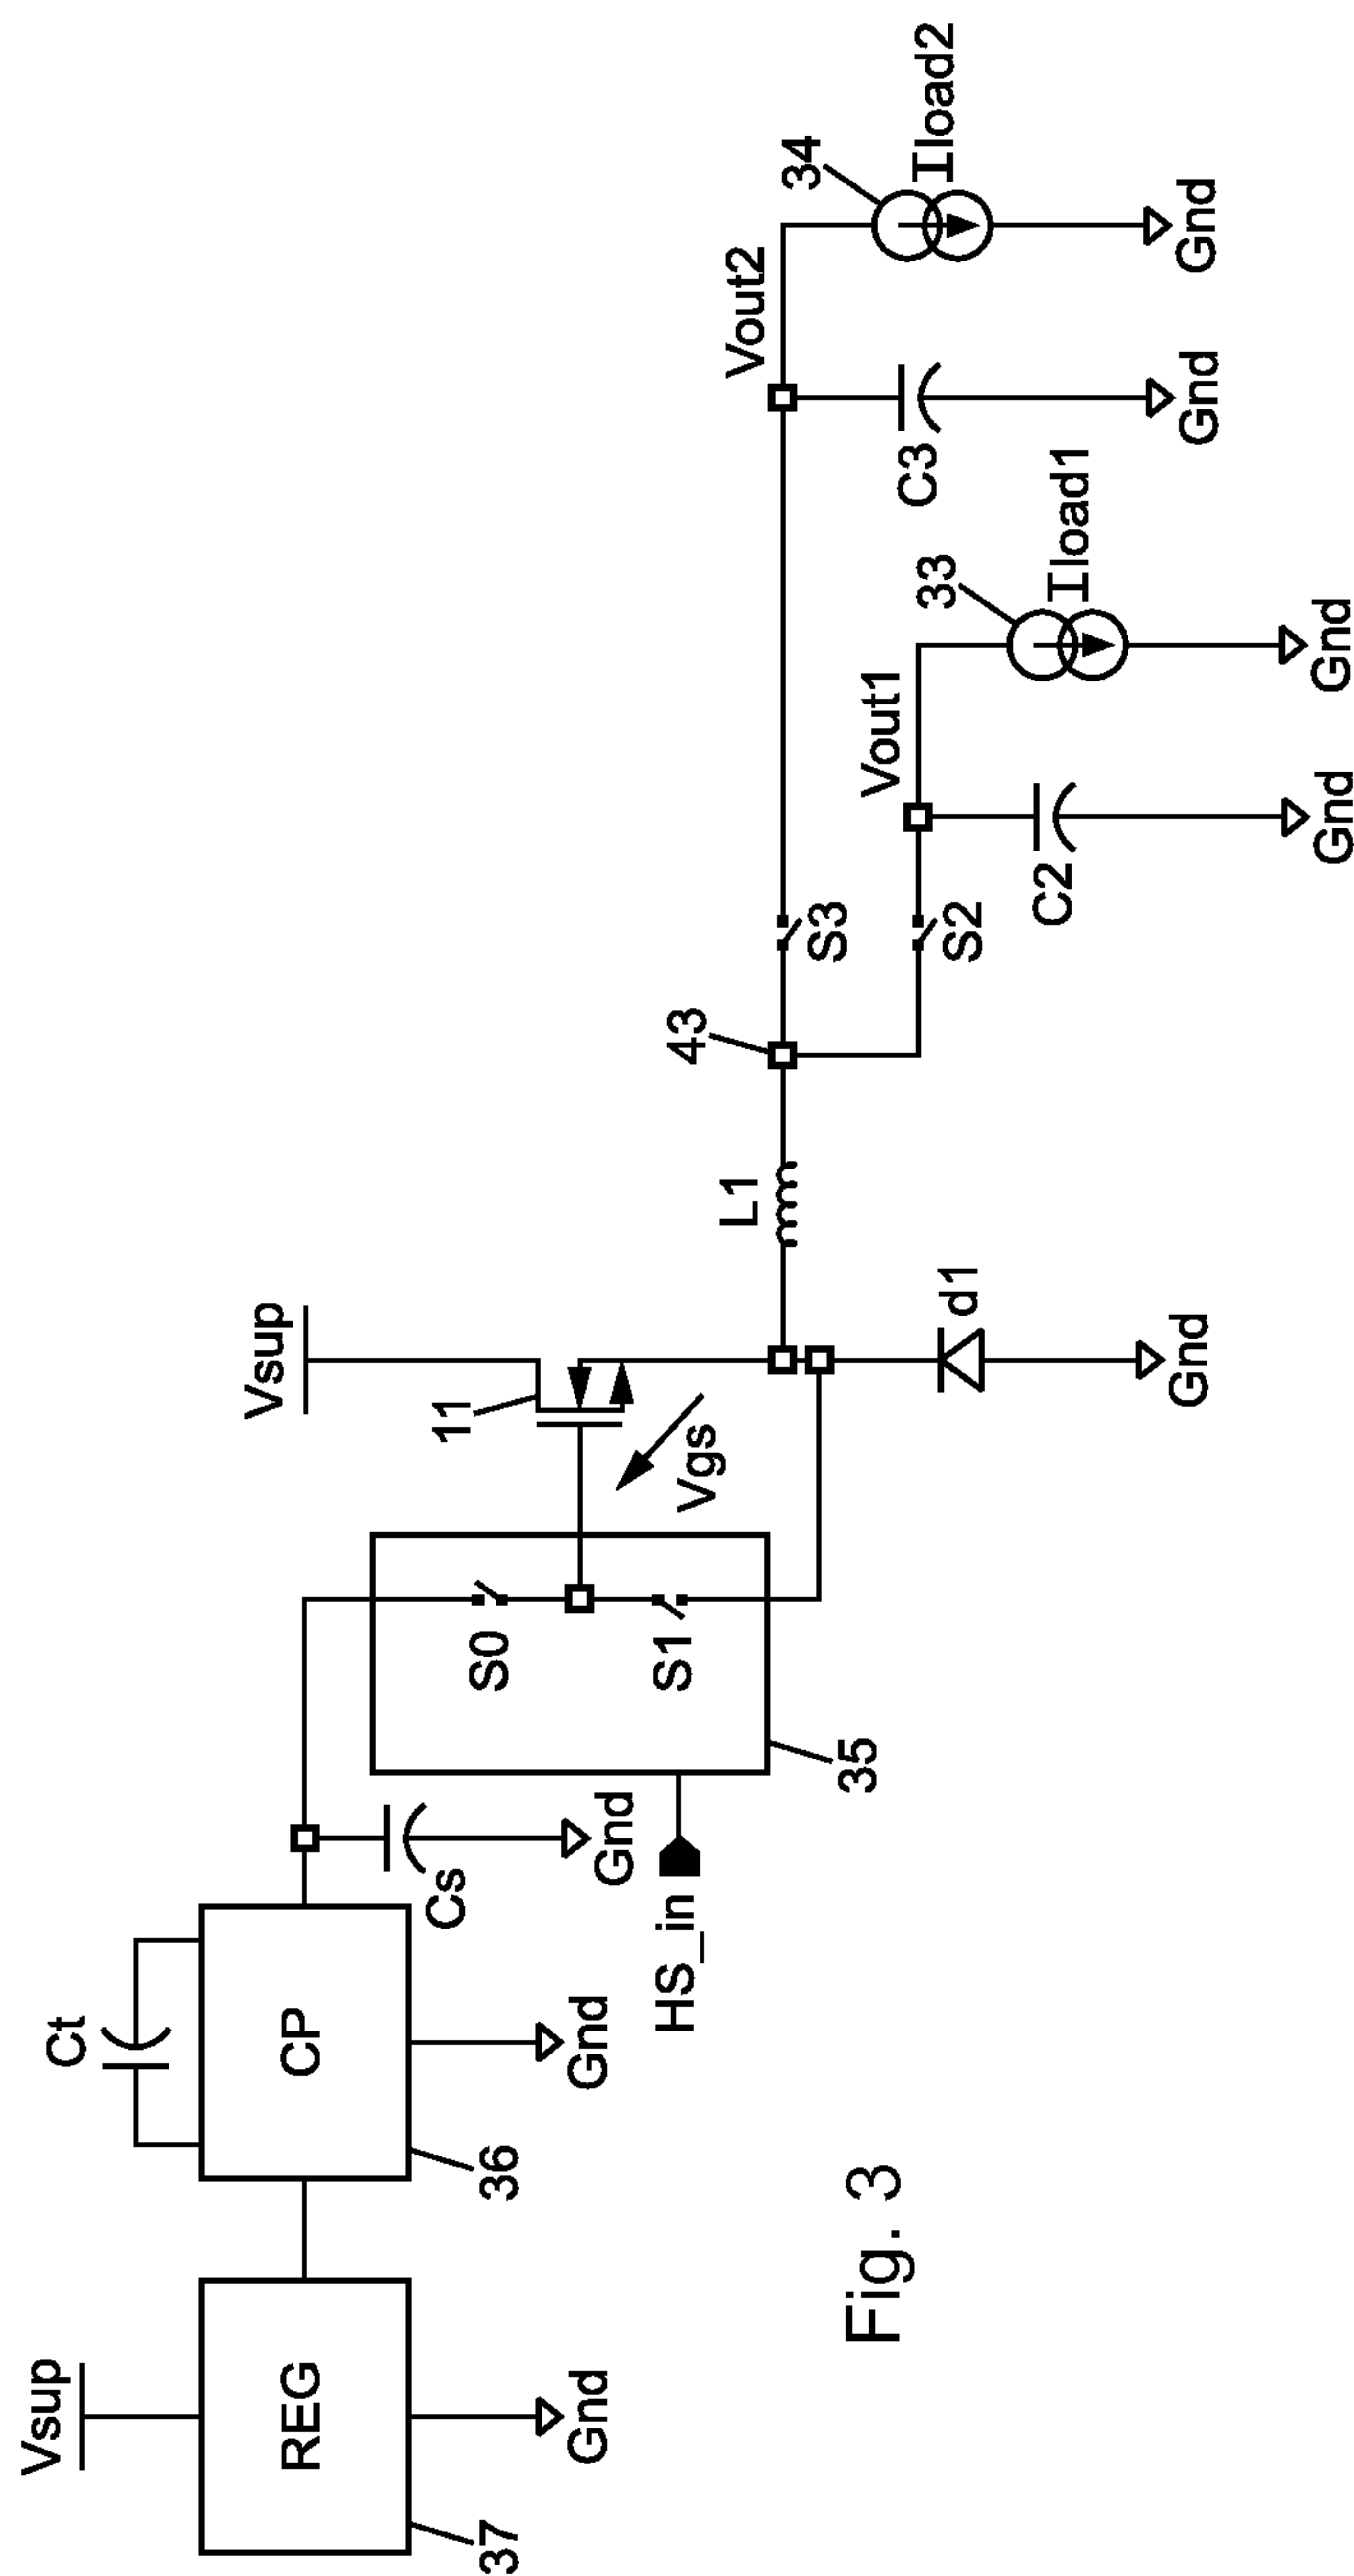 Vsup
REG
37
Gnd
Ct
CP
36
Gnd
Cs
Gnd
HS_in
S0
S1
35
Vsup
11
Vgs
L1
d1
Gnd
43
S3
S2
Vout1
C2
Gnd
33
Iload1
Gnd
Vout2
C3
Gnd
34
Iload2
Gnd
Fig. 3